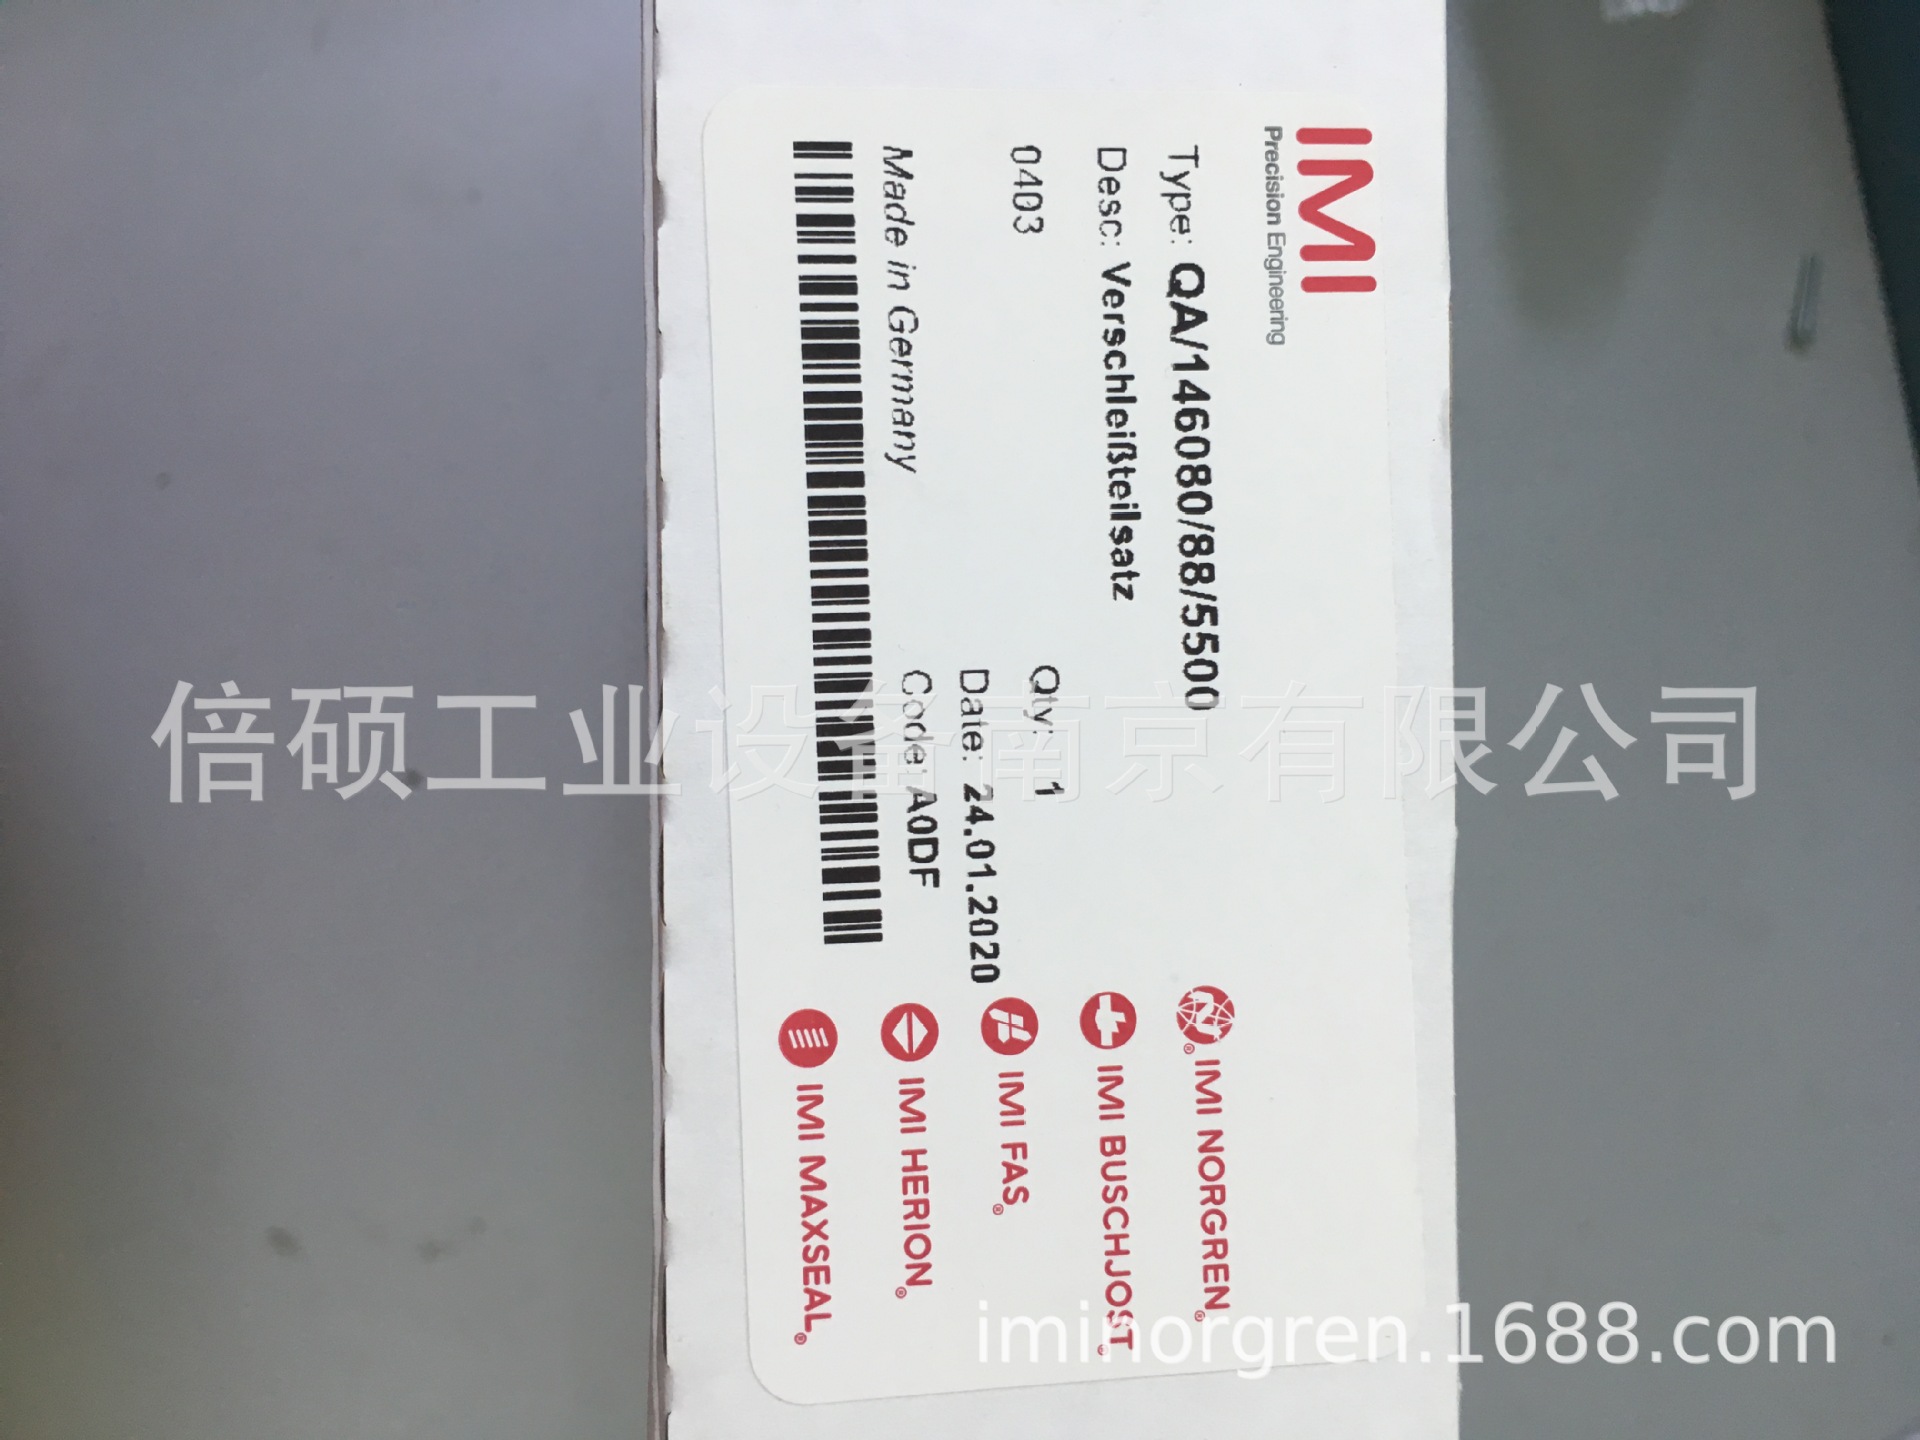 IMI
Precision Engineering
Type: QA/146080/88/5500
Desc: Verschleißteilsatz
0403
Qty: 1
Date: 24.01.2020
Made in Germany
Code: A0DF
IMI NORGREN®
IMI BUSCHJOST®
IMI FAS®
IMI HERION®
IMI MAXSEAL®
倍硕工业设备南京有限公司
iminorgren.1688.com